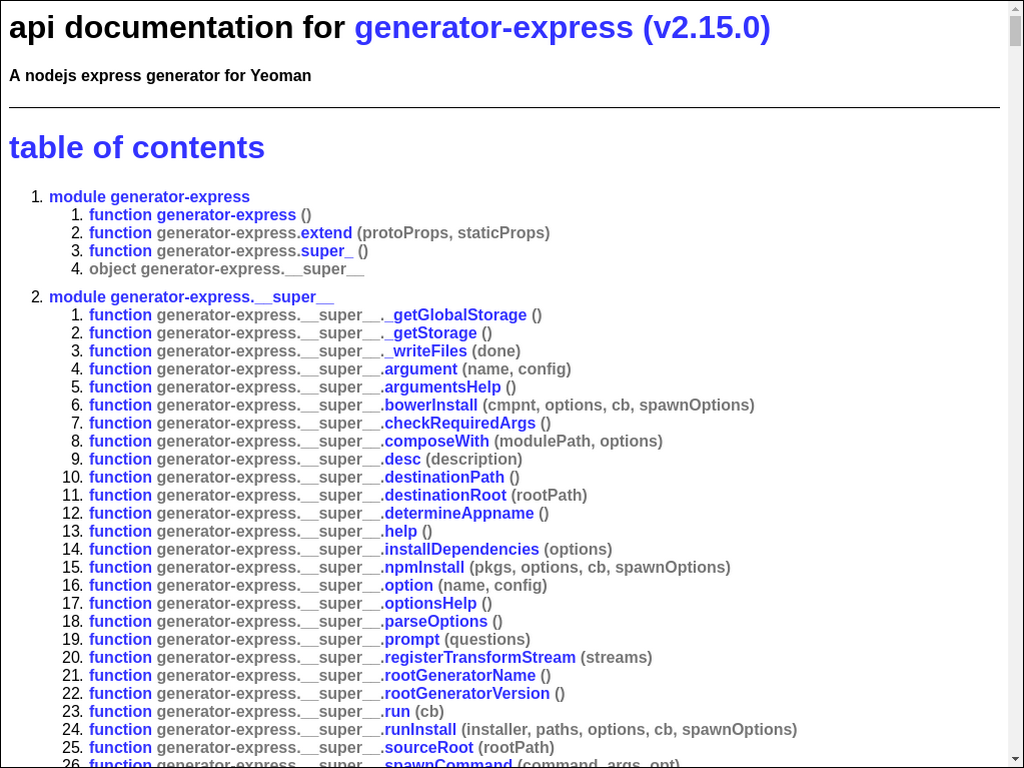 api documentation for generator-express (v2.15.0)
A nodejs express generator for Yeoman
table of contents
1. module generator-express
1. function generator-express ()
2. function generator-express.extend (protoProps, staticProps)
3. function generator-express.super_ ()
4. object generator-express.__super__
2. module generator-express.__super__
1. function generator-express.__super__._getGlobalStorage ()
2. function generator-express.__super__._getStorage ()
3. function generator-express.__super__._writeFiles (done)
4. function generator-express.__super__.argument (name, config)
5. function generator-express.__super__.argumentsHelp ()
6. function generator-express.__super__.bowerInstall (cmpnt, options, cb, spawnOptions)
7. function generator-express.__super__.checkRequiredArgs ()
8. function generator-express.__super__.composeWith (modulePath, options)
9. function generator-express.__super__.desc (description)
10. function generator-express.__super__.destinationPath ()
11. function generator-express.__super__.destinationRoot (rootPath)
12. function generator-express.__super__.determineAppname ()
13. function generator-express.__super__.help ()
14. function generator-express.__super__.installDependencies (options)
15. function generator-express.__super__.npmInstall (pkgs, options, cb, spawnOptions)
16. function generator-express.__super__.option (name, config)
17. function generator-express.__super__.optionsHelp ()
18. function generator-express.__super__.parseOptions ()
19. function generator-express.__super__.prompt (questions)
20. function generator-express.__super__.registerTransformStream (streams)
21. function generator-express.__super__.rootGeneratorName ()
22. function generator-express.__super__.rootGeneratorVersion ()
23. function generator-express.__super__.run (cb)
24. function generator-express.__super__.runInstall (installer, paths, options, cb, spawnOptions)
25. function generator-express.__super__.sourceRoot (rootPath)
26. function generator-express.__super__.spawnCommand (command, args, opt)